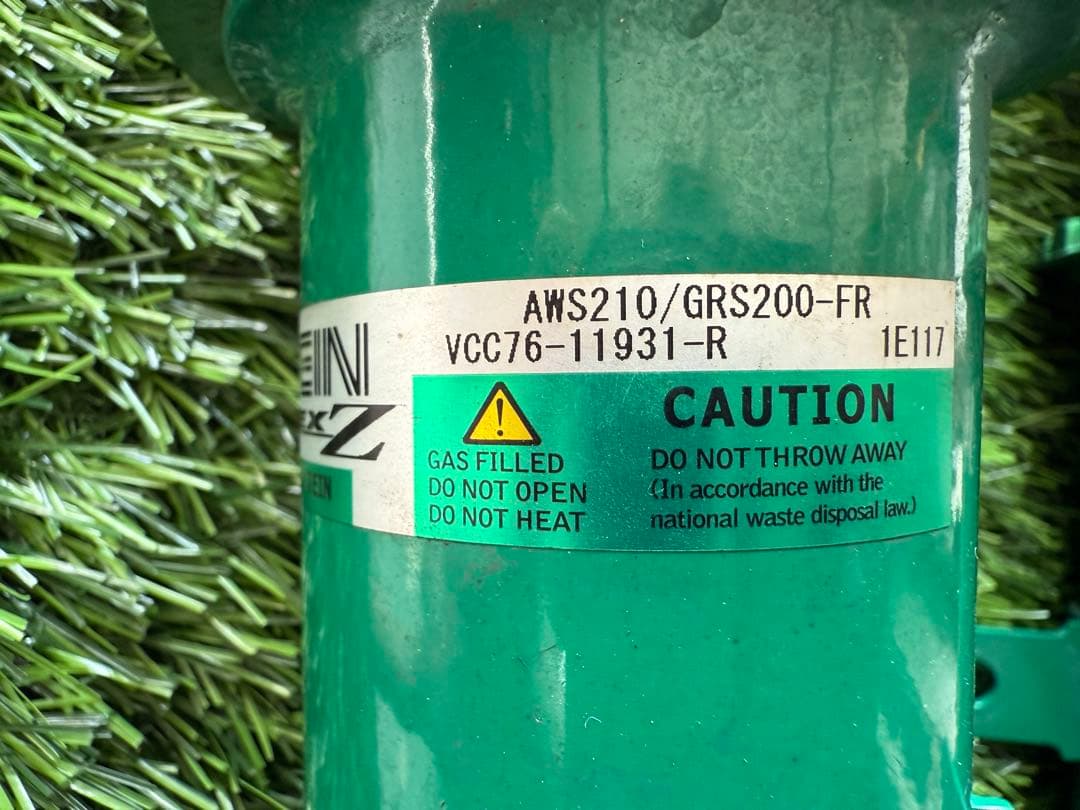 AWS210/GRS200-FR
VCC76-11931-R 1E117
Z
CAUTION
GAS FILLED
DO NOT OPEN
DO NOT HEAT
DO NOT THROW AWAY
(In accordance with the
national waste disposal law.)